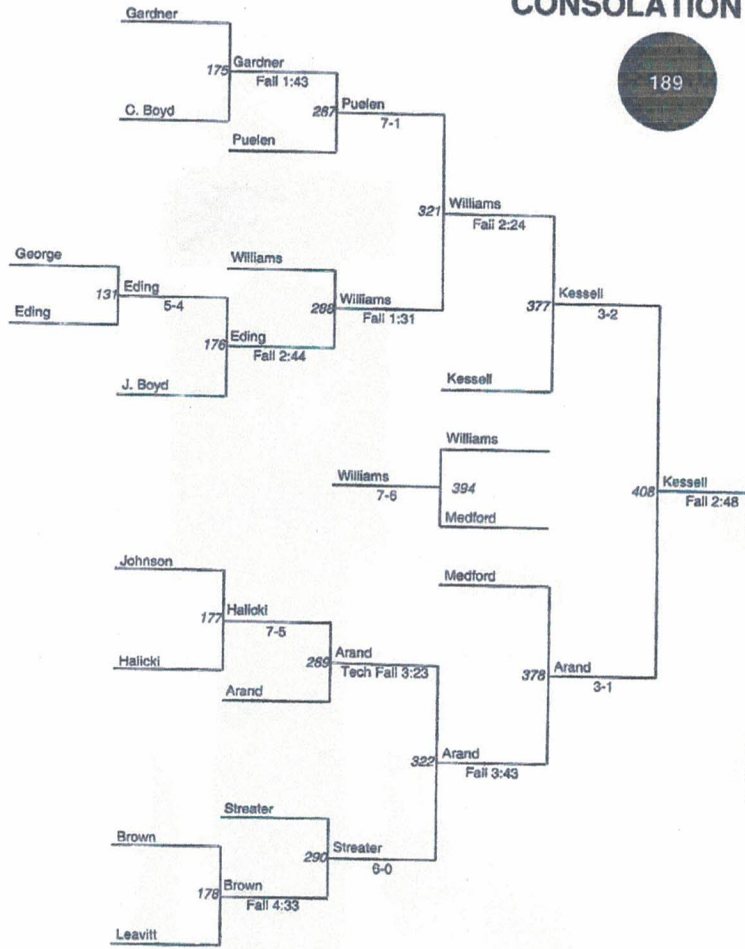 CONSOLATION
189
Gardner
175
Gardner
Fall 1:43
C. Boyd
287
Puelen
7-1
Puelen
321
Williams
Fall 2:24
George
131
Eding
5-4
Eding
Williams
288
Williams
Fall 1:31
176
Eding
Fall 2:44
J. Boyd
377
Kessell
3-2
Kessell
Williams
Williams
7-6
394
Medford
408
Kessell
Fall 2:48
Johnson
177
Halicki
7-5
Halicki
289
Arand
Tech Fall 3:23
Arand
Medford
378
Arand
3-1
322
Arand
Fall 3:43
Streater
290
Streater
6-0
Brown
178
Brown
Fall 4:33
Leavitt